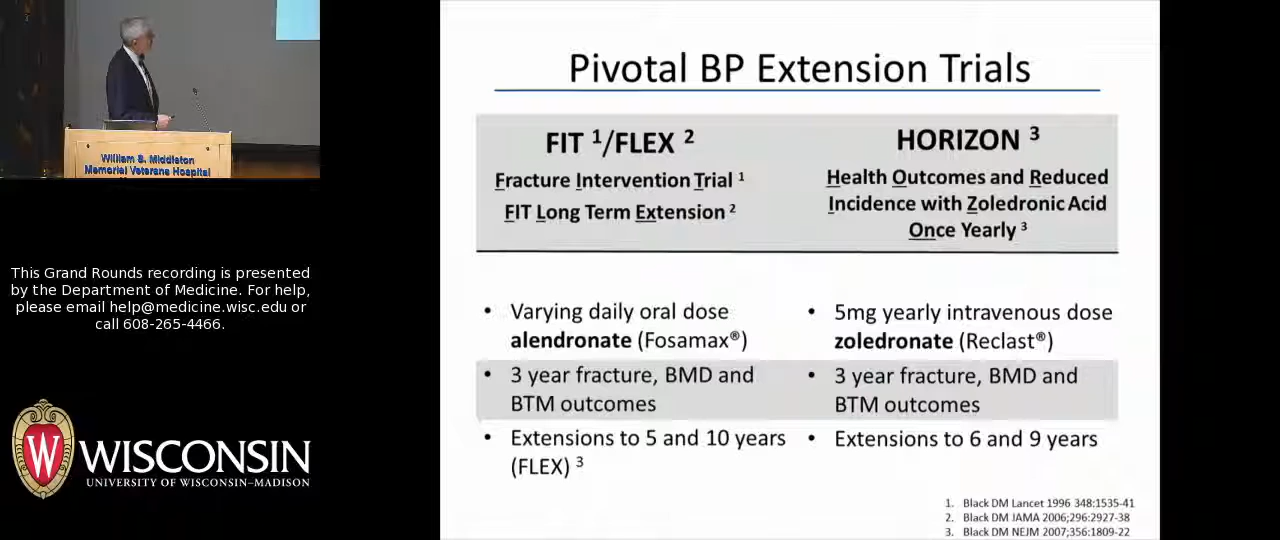 William S. Middleton
Memorial Veterans Hospital
This Grand Rounds recording is presented
by the Department of Medicine. For help,
please email help@medicine.wisc.edu or
call 608-265-4466.
W
WISCONSIN
UNIVERSITY OF WISCONSIN–MADISON
Pivotal BP Extension Trials
FIT 1/FLEX 2
Fracture Intervention Trial 1
FIT Long Term Extension 2
HORIZON 3
Health Outcomes and Reduced
Incidence with Zoledronic Acid
Once Yearly 3
• Varying daily oral dose
alendronate (Fosamax®)
• 3 year fracture, BMD and
BTM outcomes
• Extensions to 5 and 10 years
(FLEX) 3
• 5mg yearly intravenous dose
zoledronate (Reclast®)
• 3 year fracture, BMD and
BTM outcomes
• Extensions to 6 and 9 years
1. Black DM Lancet 1996 348:1535-41
2. Black DM JAMA 2006;296:2927-38
3. Black DM NEJM 2007;356:1809-22